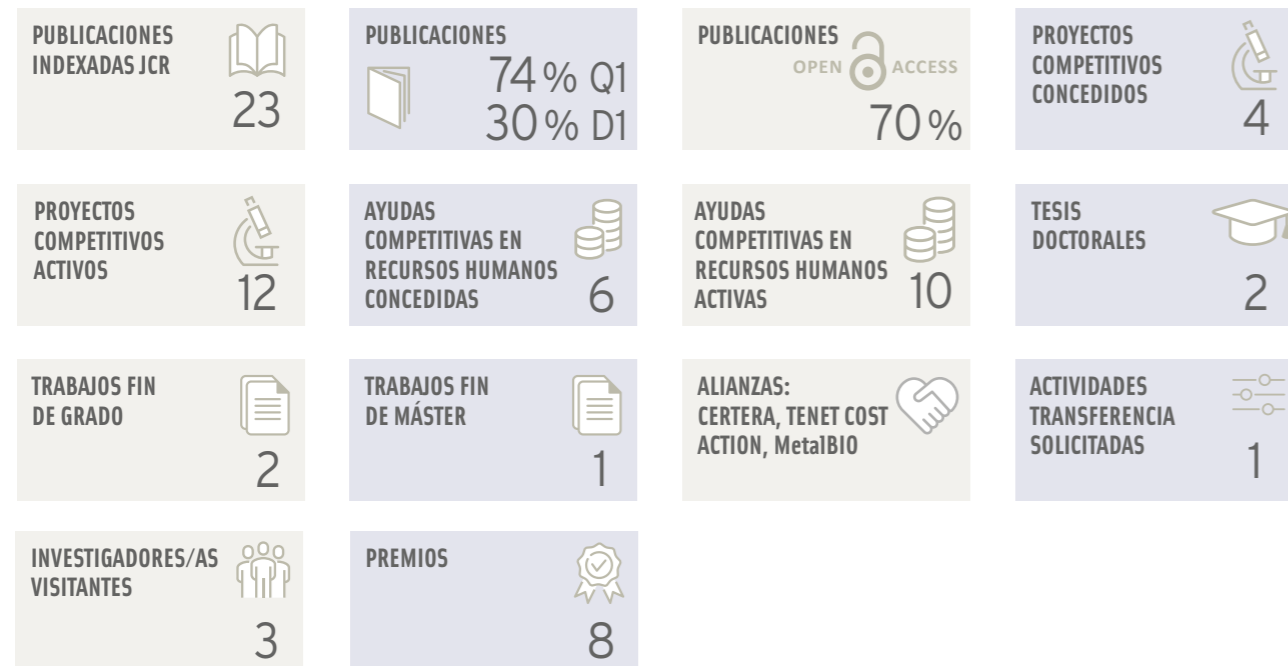 PUBLICACIONES
INDEXADAS JCR
23
PUBLICACIONES
74% Q1
30% D1
PUBLICACIONES
OPEN ACCESS
70%
PROYECTOS
COMPETITIVOS
CONCEDIDOS
4
PROYECTOS
COMPETITIVOS
ACTIVOS
12
AYUDAS
COMPETITIVAS EN
RECURSOS HUMANOS
CONCEDIDAS
6
AYUDAS
COMPETITIVAS EN
RECURSOS HUMANOS
ACTIVAS
10
TESIS
DOCTORALES
2
TRABAJOS FIN
DE GRADO
2
TRABAJOS FIN
DE MÁSTER
1
ALIANZAS:
CERTERA, TENET COST
ACTION, MetalBIO
ACTIVIDADES
TRANSFERENCIA
SOLICITADAS
1
INVESTIGADORES/AS
VISITANTES
3
PREMIOS
8